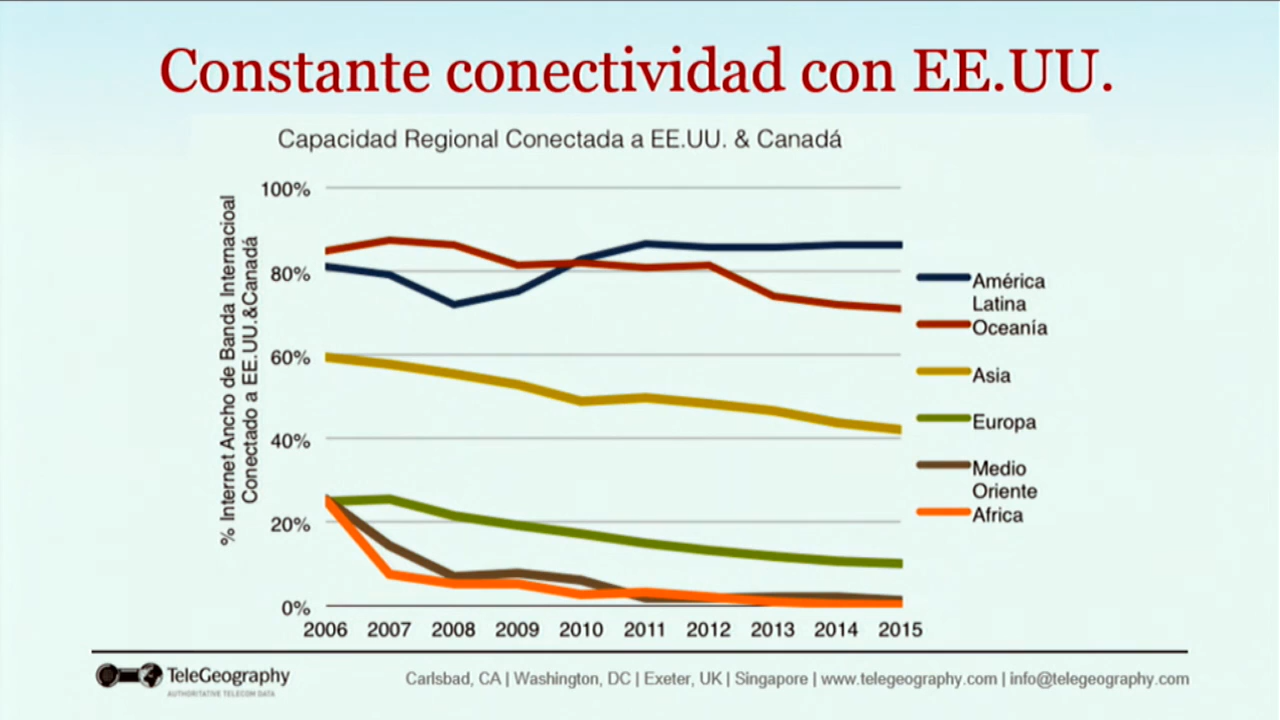 Constante conectividad con EE.UU.
Capacidad Regional Conectada a EE.UU. & Canadá
% Internet Ancho de Banda Internacioal
Conectado a EE.UU.&Canadá
100%
80%
60%
40%
20%
0%
2006 2007 2008 2009 2010 2011 2012 2013 2014 2015
América
Latina
Oceanía
Asia
Europa
Medio
Oriente
Africa
TeleGeography
AUTHORITATIVE TELECOM DATA
Carlsbad, CA | Washington, DC | Exeter, UK | Singapore | www.telegeography.com | info@telegeography.com